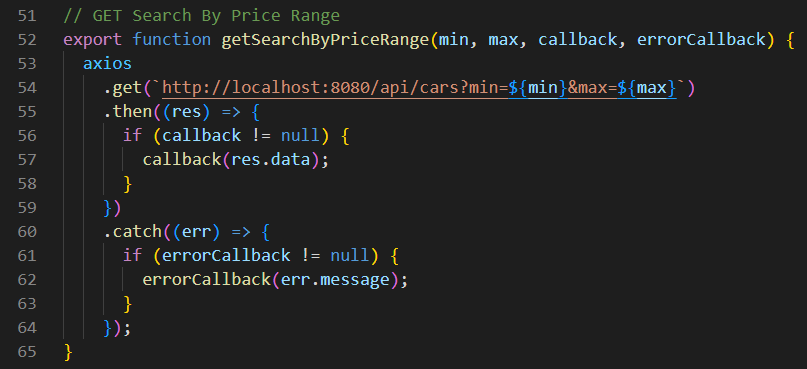 51 // GET Search By Price Range
52 export function getSearchByPriceRange(min, max, callback, errorCallback) {
53   axios
54     .get(`http://localhost:8080/api/cars?min=${min}&max=${max}`)
55     .then((res) => {
56       if (callback != null) {
57         callback(res.data);
58       }
59     })
60     .catch((err) => {
61       if (errorCallback != null) {
62         errorCallback(err.message);
63       }
64     });
65 }